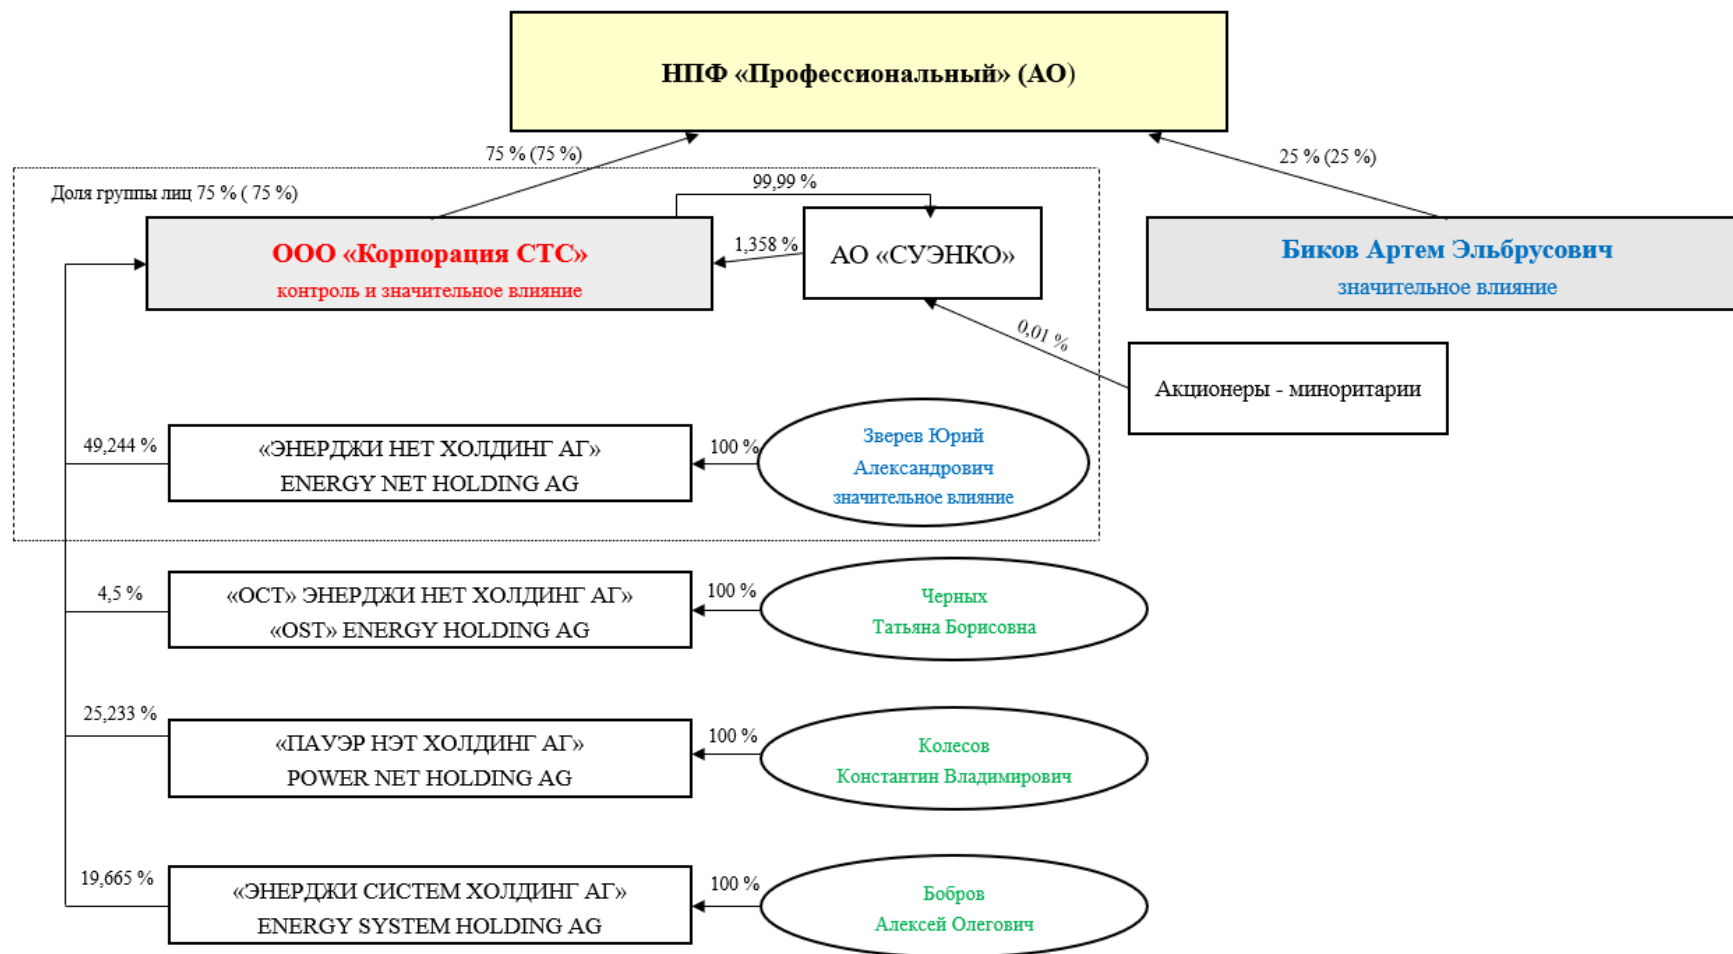 НПФ «Профессиональный» (АО)
75 % (75 %)
25 % (25 %)
Доля группы лиц 75 % ( 75 %)
99,99 %
ООО «Корпорация СТС»
контроль и значительное влияние
1,358 %
АО «СУЭНКО»
Биков Артем Эльбрусович
значительное влияние
0,01 %
Акционеры - миноритарии
49,244 %
«ЭНЕРДЖИ НЕТ ХОЛДИНГ АГ»
ENERGY NET HOLDING AG
100 %
Зверев Юрий
Александрович
значительное влияние
4,5 %
«ОСТ» ЭНЕРДЖИ НЕТ ХОЛДИНГ АГ»
«OST» ENERGY HOLDING AG
100 %
Черных
Татьяна Борисовна
25,233 %
«ПАУЭР НЭТ ХОЛДИНГ АГ»
POWER NET HOLDING AG
100 %
Колесов
Константин Владимирович
19,665 %
«ЭНЕРДЖИ СИСТЕМ ХОЛДИНГ АГ»
ENERGY SYSTEM HOLDING AG
100 %
Бобров
Алексей Олегович